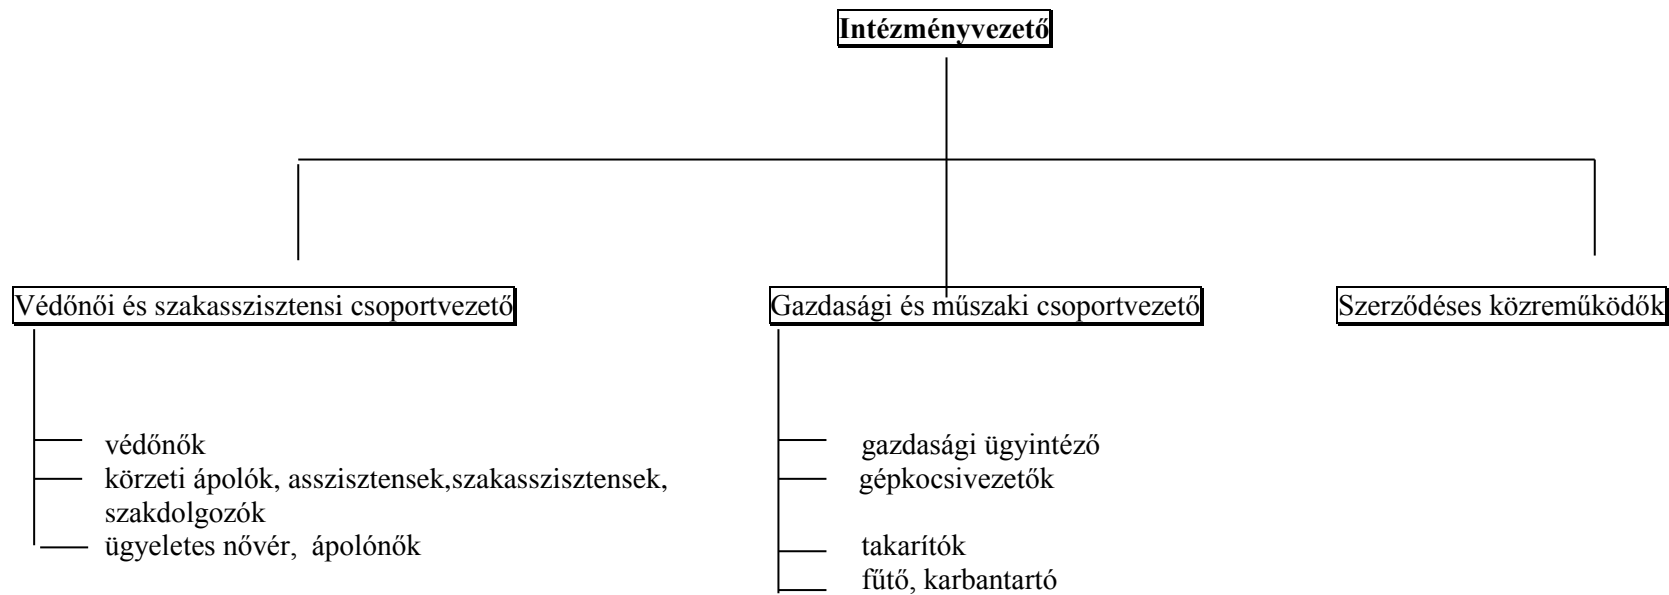 Intézményvezető
Védőnői és szakasszisztensi csoportvezető
Gazdasági és műszaki csoportvezető
Szerződéses közreműködők
védőnők
körzeti ápolók, asszisztensek,szakasszisztensek,
szakdolgozók
ügyeletes nővér, ápolónők
gazdasági ügyintéző
gépkocsivezetők
takarítók
fűtő, karbantartó